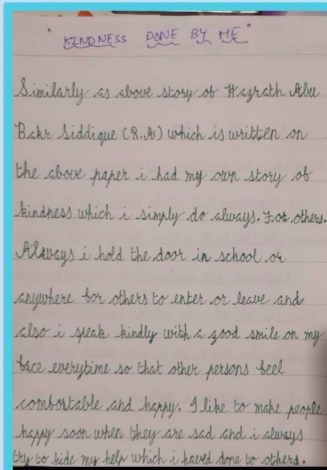 " KINDNESS DONE BY ME "
Similarly as above story of Hazrath Abu
Bakr Siddique (R.A) which is written on
the above paper i had my own story of
kindness which i simply do always. For others.
Always i hold the door in school or
anywhere for others to enter or leave and
also i speak kindly with a good smile on my
face everytime so that other persons feel
comfortable and happy. I like to make people
happy soon when they are sad and i always
try to hide my help which i haved done to others.